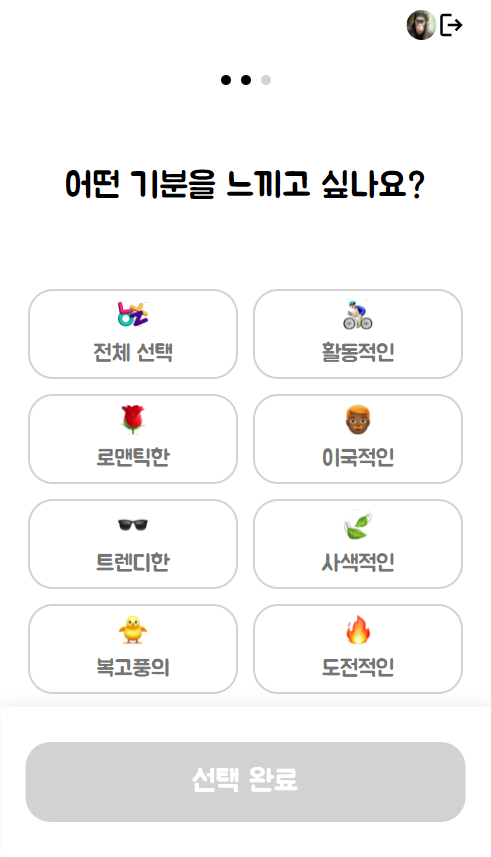 어떤 기분을 느끼고 싶나요?
전체 선택
활동적인
로맨틱한
이국적인
트렌디한
사색적인
복고풍의
도전적인
선택 완료